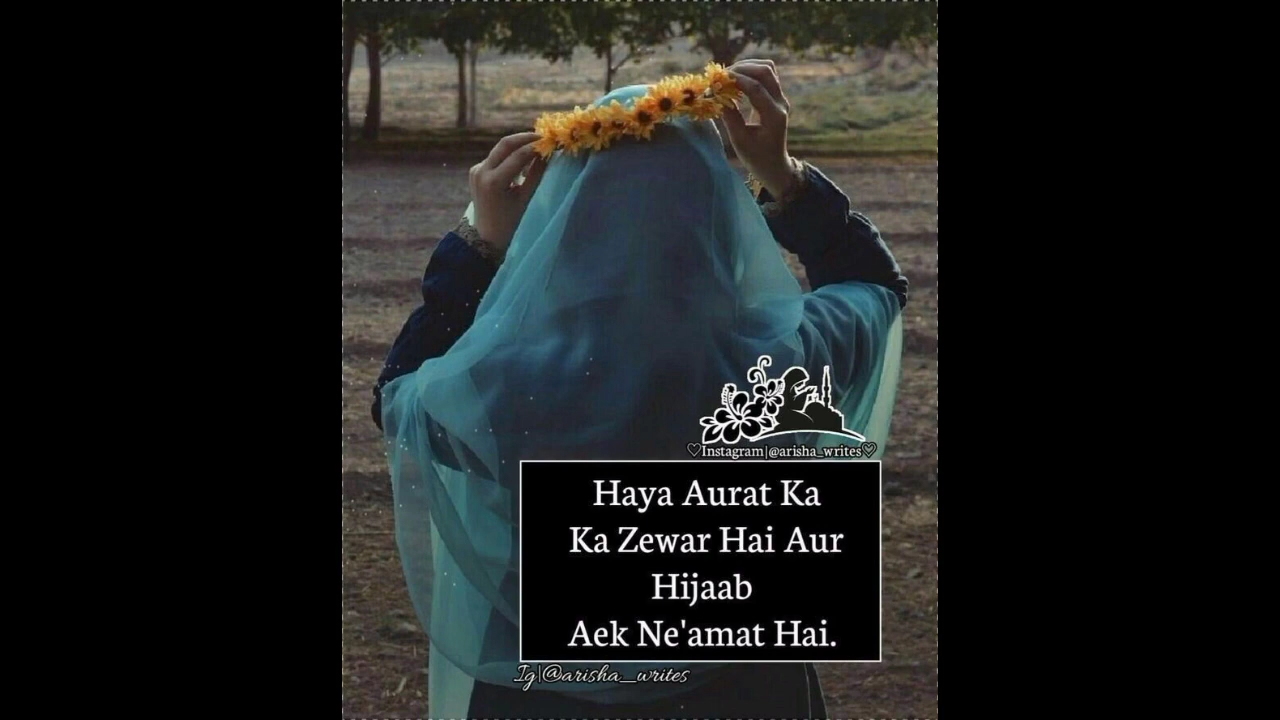 ♡Instagram|@arisha_writes♡
Haya Aurat Ka
Ka Zewar Hai Aur
Hijaab
Aek Ne'amat Hai.
Ig|@arisha_writes